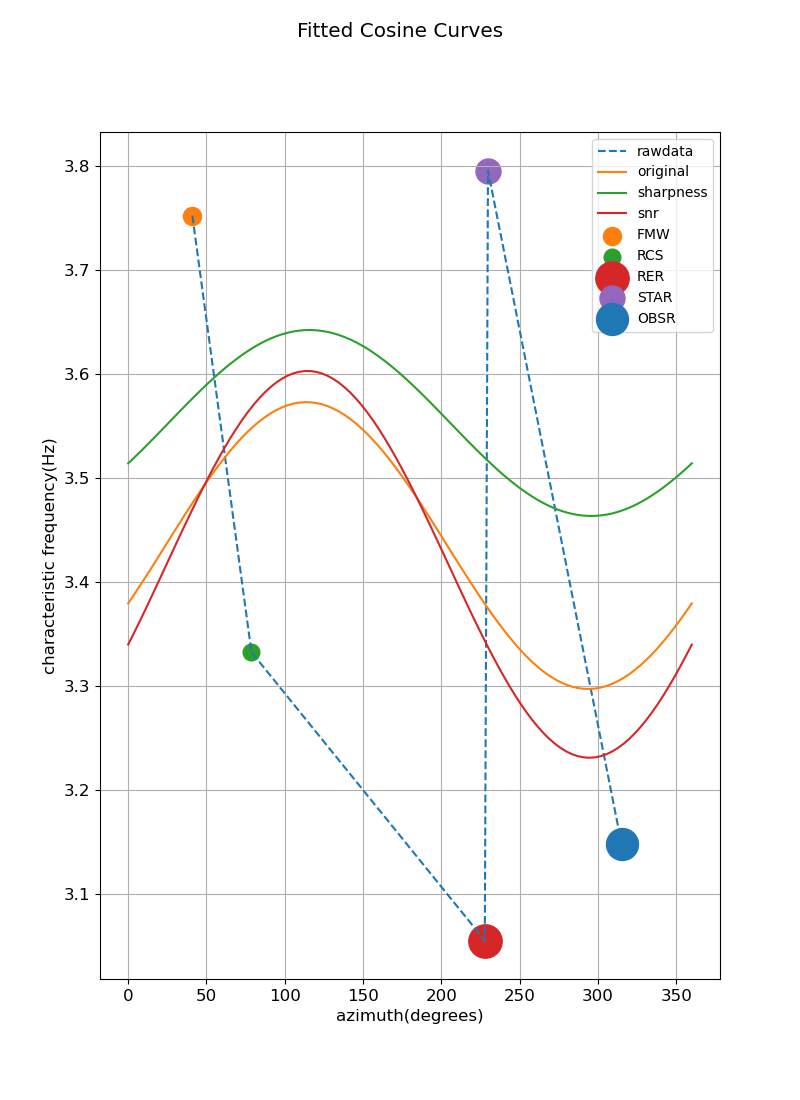 Fitted Cosine Curves
rawdata
original
sharpness
snr
FMW
RCS
RER
STAR
OBSR
characteristic frequency(Hz)
3.8
3.7
3.6
3.5
3.4
3.3
3.2
3.1
0 50 100 150 200 250 300 350
azimuth(degrees)